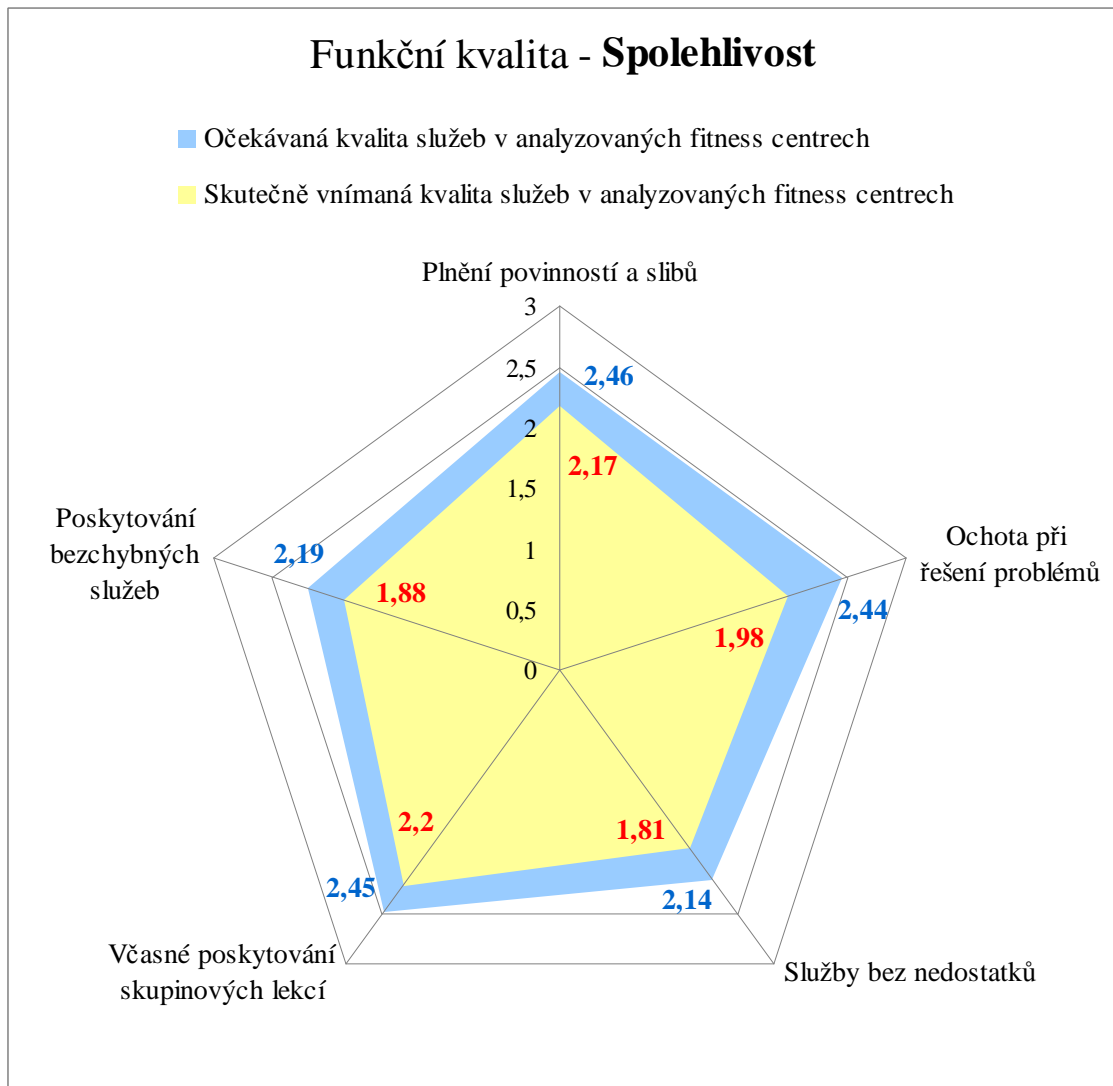 Funkční kvalita - Spolehlivost
Očekávaná kvalita služeb v analyzovaných fitness centrech
Skutečně vnímaná kvalita služeb v analyzovaných fitness centrech
Plnění povinností a slibů
3
2,5
2,46
2
2,17
1,5
Poskytování
bezchybných
služeb
2,19
1
Ochota při
řešení problémů
1,88
0,5
1,98
2,44
0
2,2
1,81
2,45
2,14
Včasné poskytování
skupinových lekcí
Služby bez nedostatků